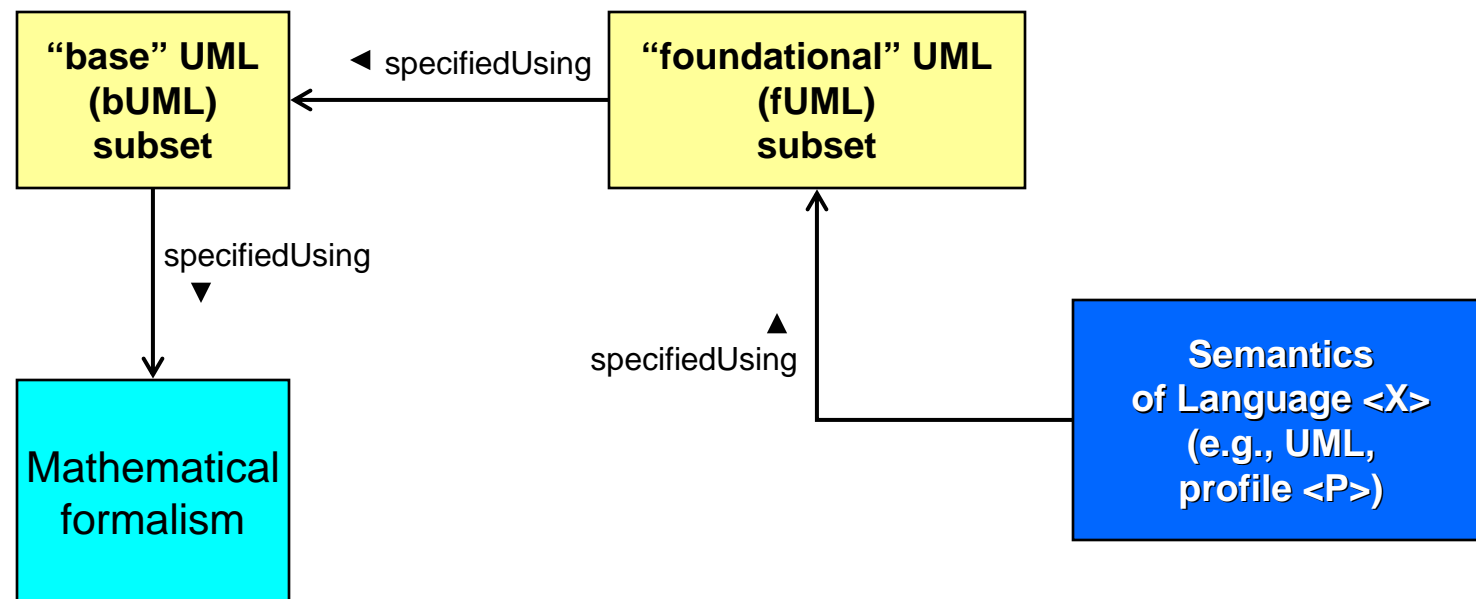 “base” UML
(bUML)
subset
◄ specifiedUsing
“foundational” UML
(fUML)
subset
specifiedUsing
▼
▲
specifiedUsing
Semantics
of Language <X>
(e.g., UML,
profile <P>)
Mathematical
formalism